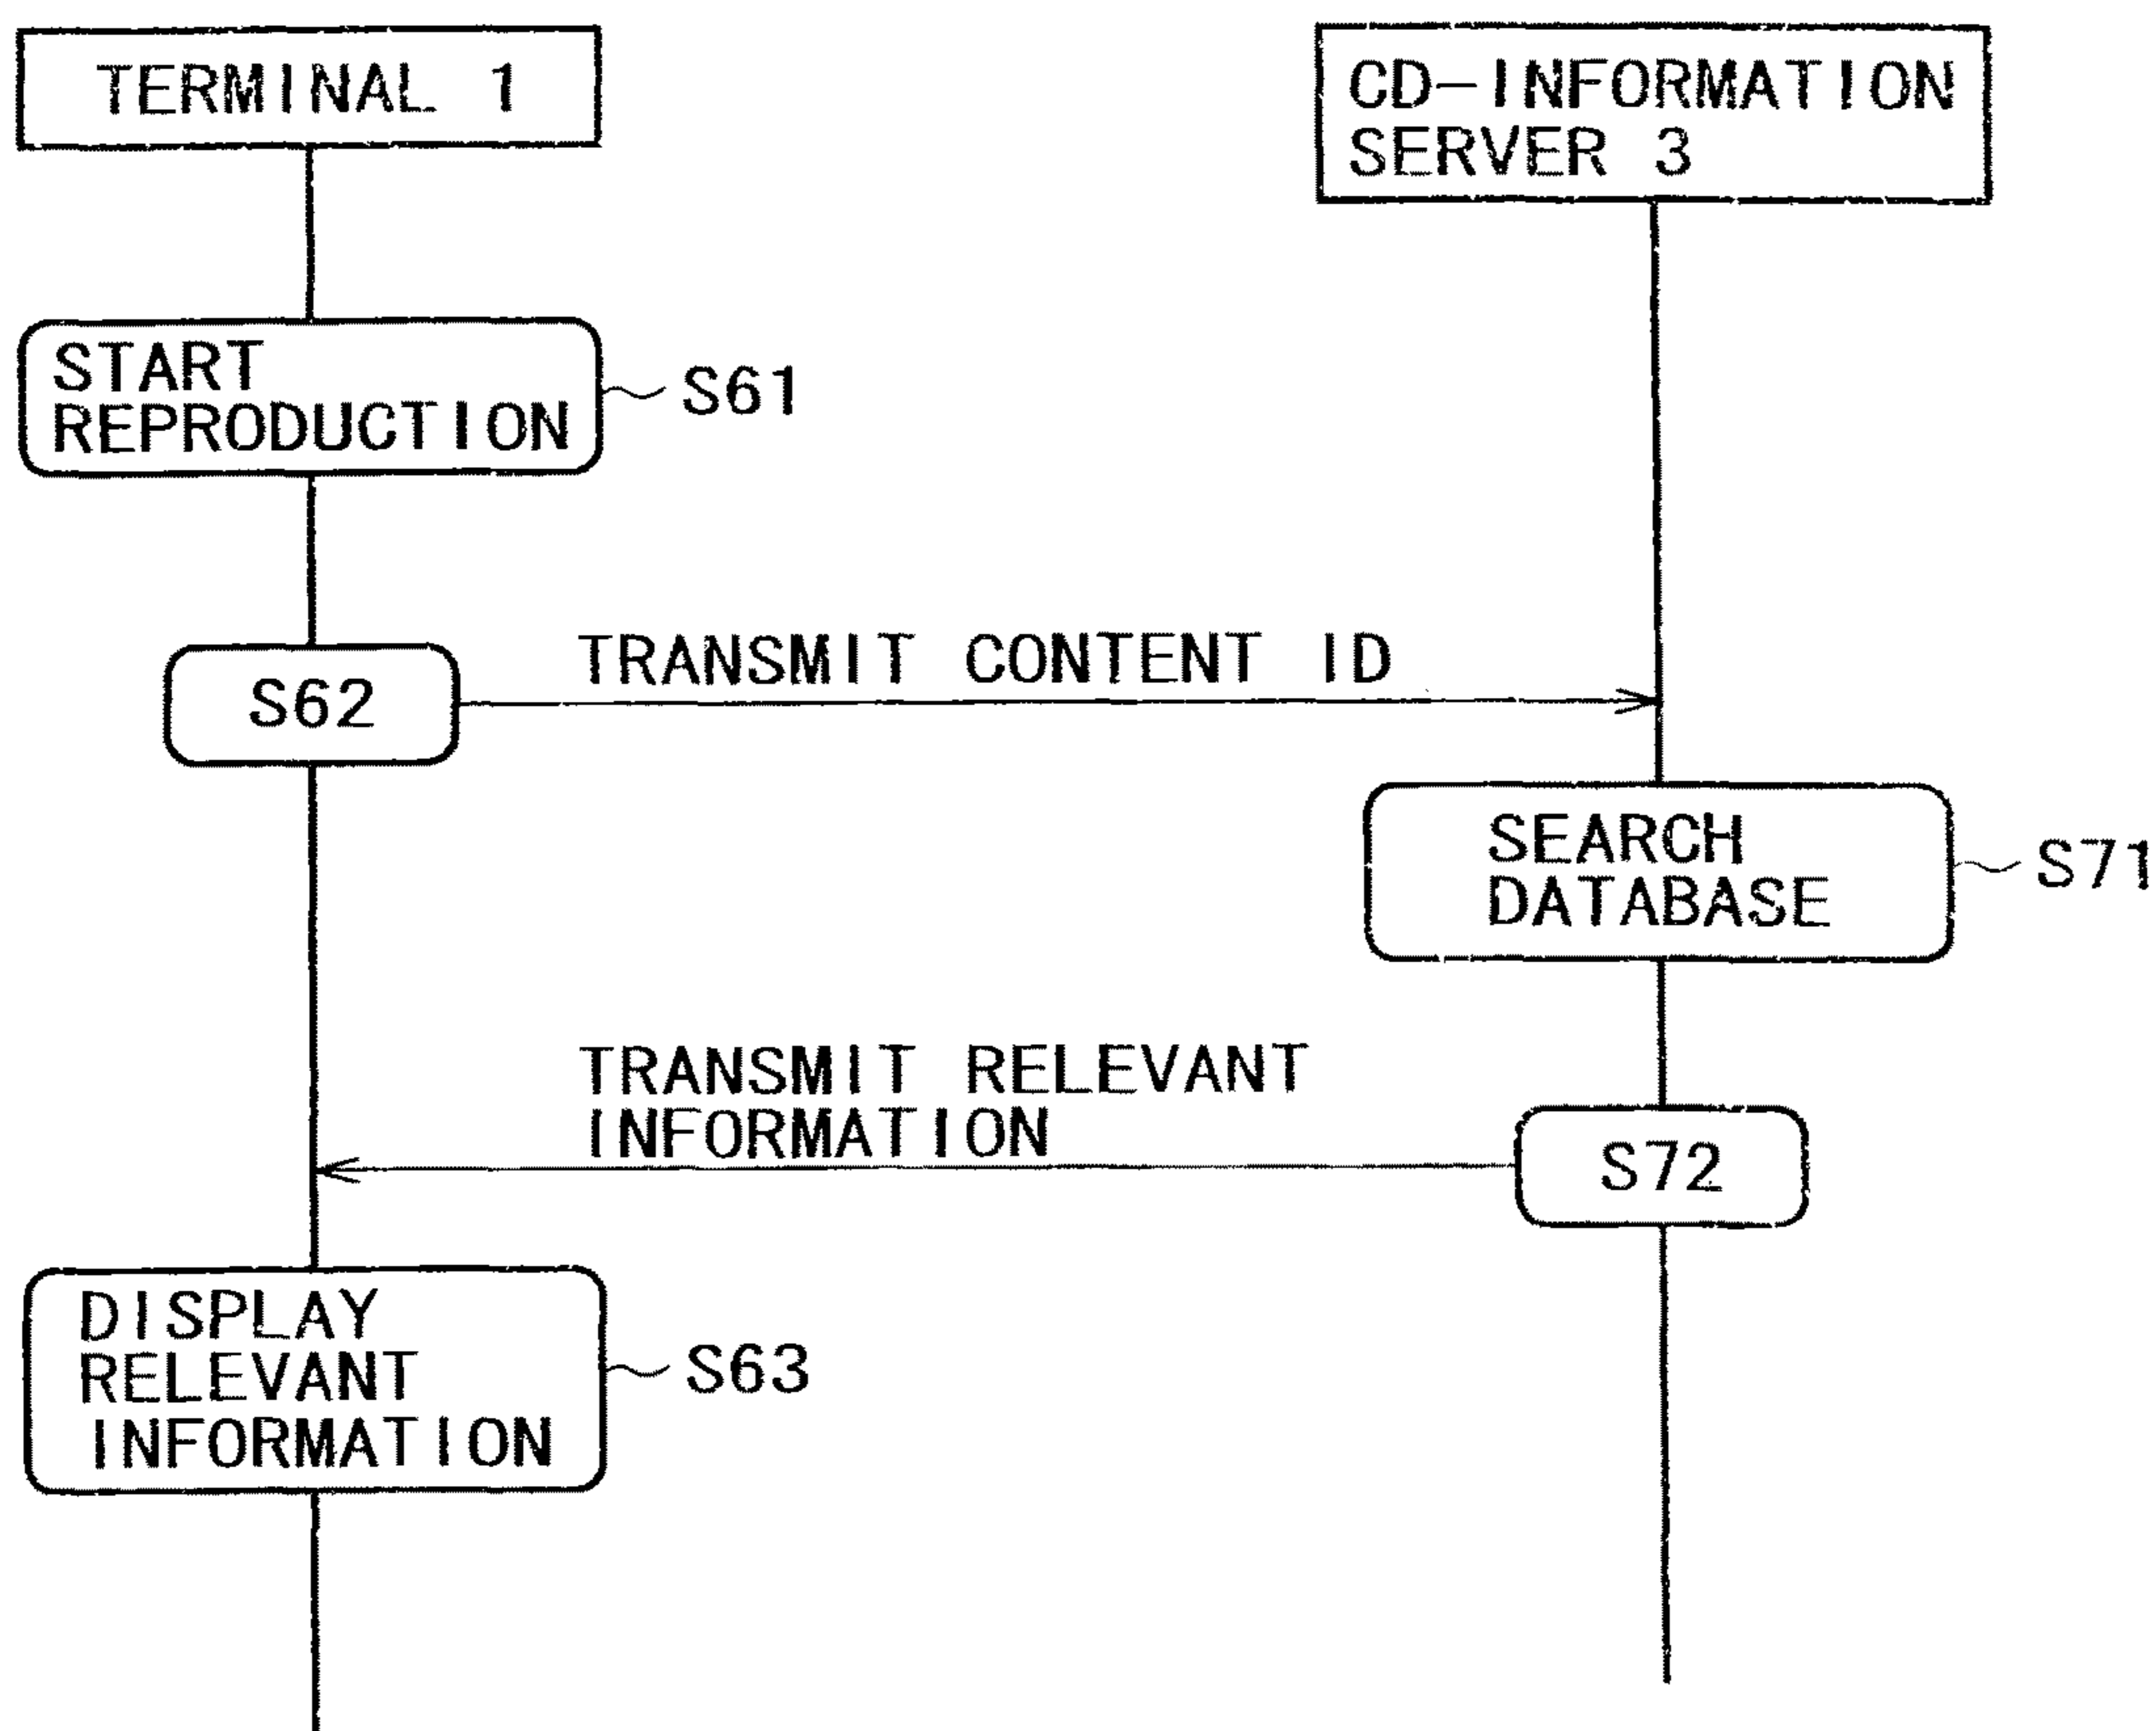 TERMINAL 1
CD-INFORMATION
SERVER 3
START
REPRODUCTION
S61
TRANSMIT CONTENT ID
S62
SEARCH
DATABASE
S71
TRANSMIT RELEVANT
INFORMATION
S72
DISPLAY
RELEVANT
INFORMATION
S63